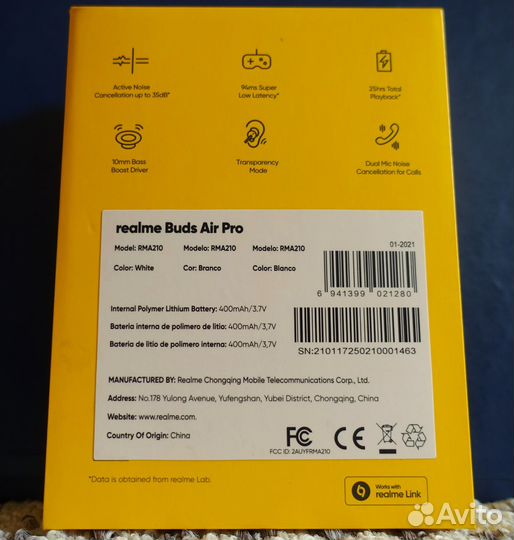 Active Noise
Cancellation up to 35dB*
94ms Super
Low Latency*
25hrs Total
Playback*
10mm Bass
Boost Driver
Transparency
Mode
Dual Mic Noise
Cancellation for Calls
realme Buds Air Pro
Model: RMA210 Modelo: RMA210 Modelo: RMA210
Color: White Cor: Branco Color: Blanco
01-2021
6 941399 021280
Internal Polymer Lithium Battery: 400mAh/3.7V
Bateria interna de polímero de lítio: 400mAh/3,7V
Batería de litio de polímero interna: 400mAh/3,7V
SN:210117250210001463
MANUFACTURED BY: Realme Chongqing Mobile Telecommunications Corp., Ltd.
Address: No.178 Yulong Avenue, Yufengshan, Yubei District, Chongqing, China
Website: www.realme.com.
Country Of Origin: China
FC CE
FCC ID: 2AUYFRMA210
*Data is obtained from realme Lab.
Works with
realme Link
Avito